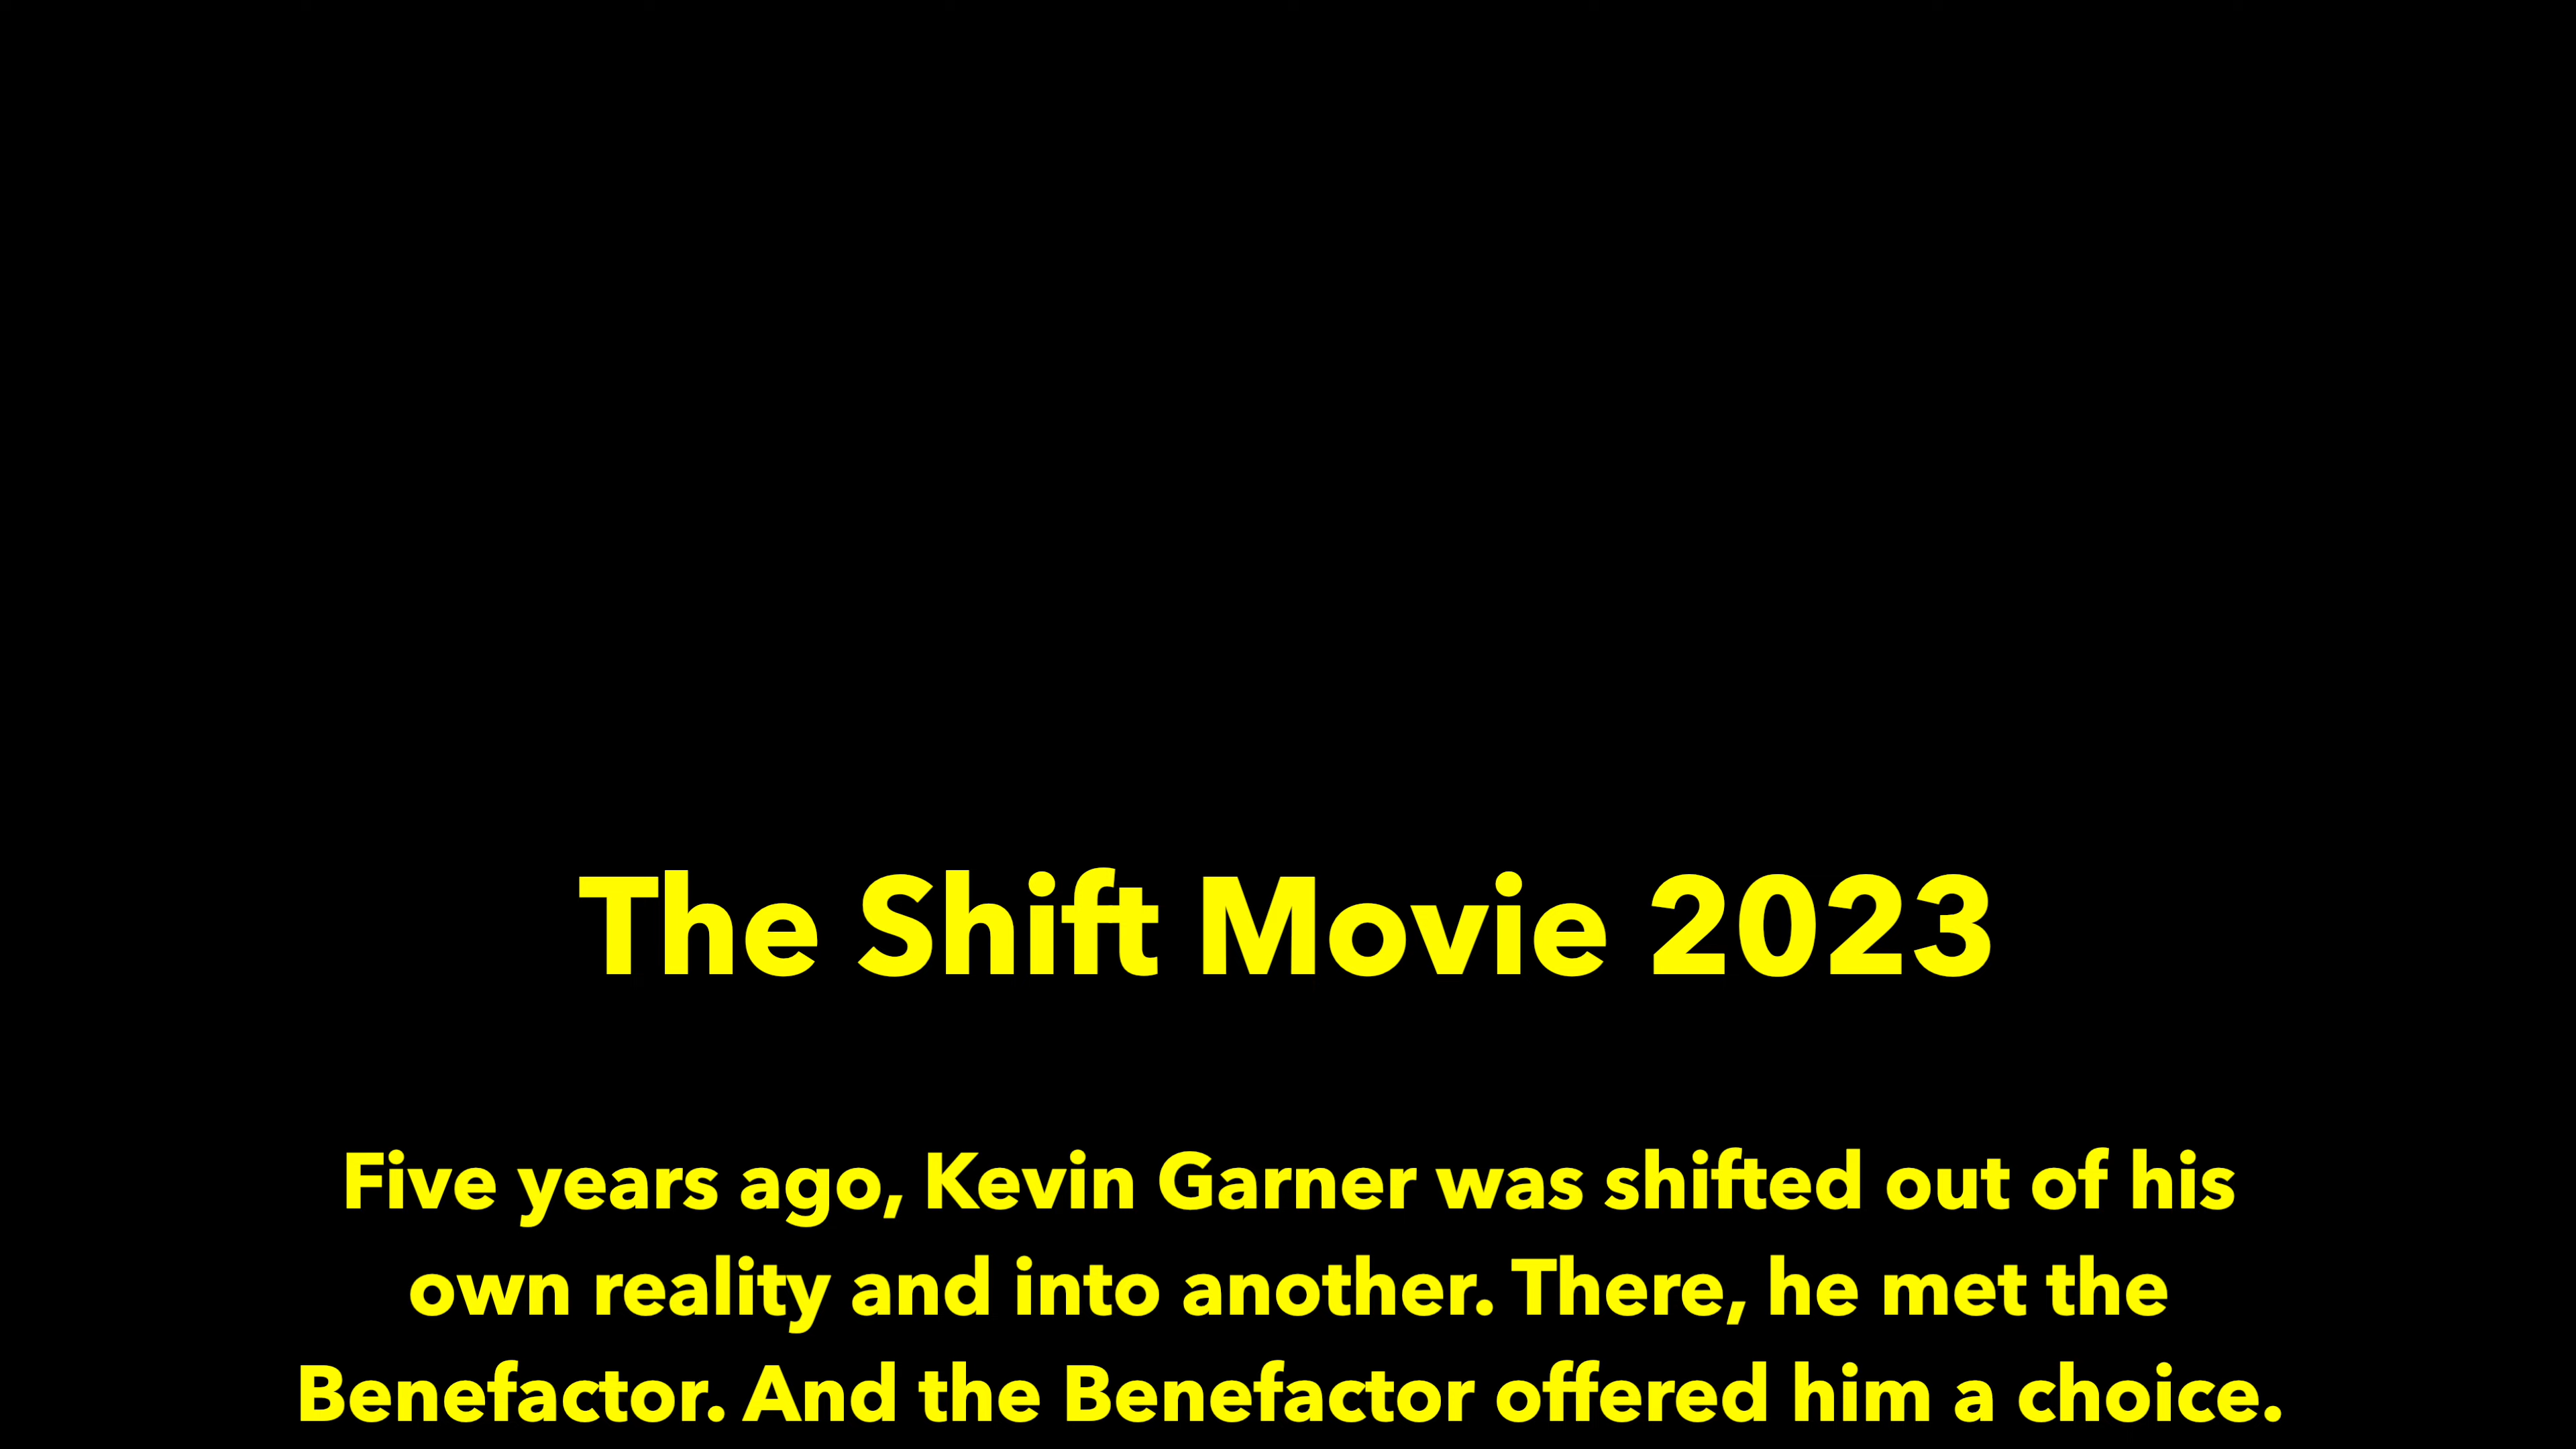 The Shift Movie 2023
Five years ago, Kevin Garner was shifted out of his
own reality and into another. There, he met the
Benefactor. And the Benefactor offered him a choice.